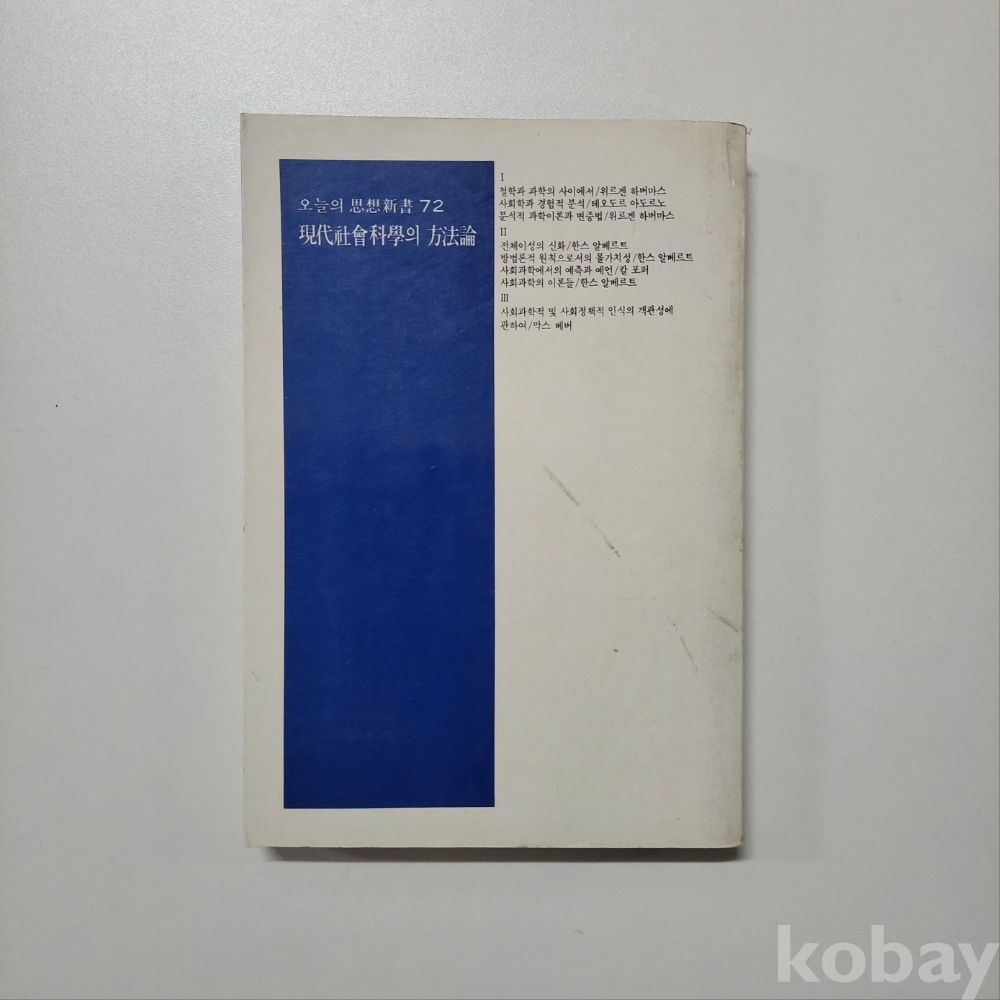 오늘의 思想新書 72
現代社會科學의 方法論
I
철학과 과학의 사이에서/위르겐 하버마스
사회학과 경험적 분석/테오도르 아도르노
분석적 과학이론과 변증법/위르겐 하버마스
II
전체이성의 신화/한스 알베르트
방법론적 원칙으로서의 몰가치성/한스 알베르트
사회과학에서의 예측과 예언/칼 포퍼
사회과학의 이론들/한스 알베르트
III
사회과학적 및 사회정책적 인식의 객관성에
관하여/막스 베버
kobay